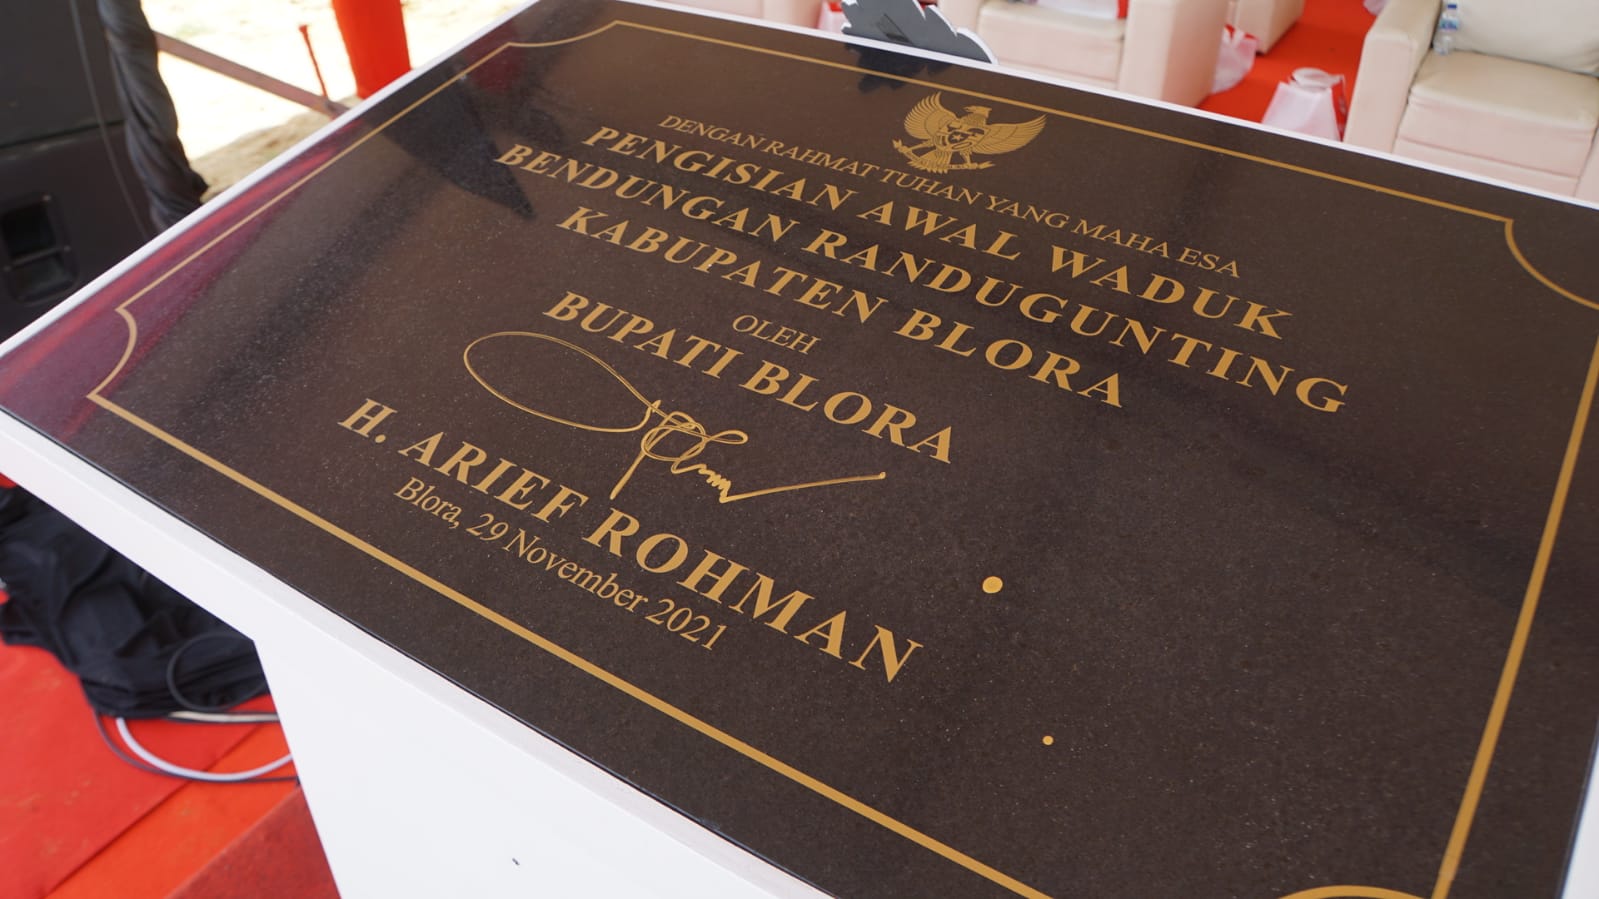 DENGAN RAHMAT TUHAN YANG MAHA ESA
PENGISIAN AWAL WADUK
BENDUNGAN RANDUGUNTING
KABUPATEN BLORA
OLEH
BUPATI BLORA
H. ARIEF ROHMAN
Blora, 29 November 2021